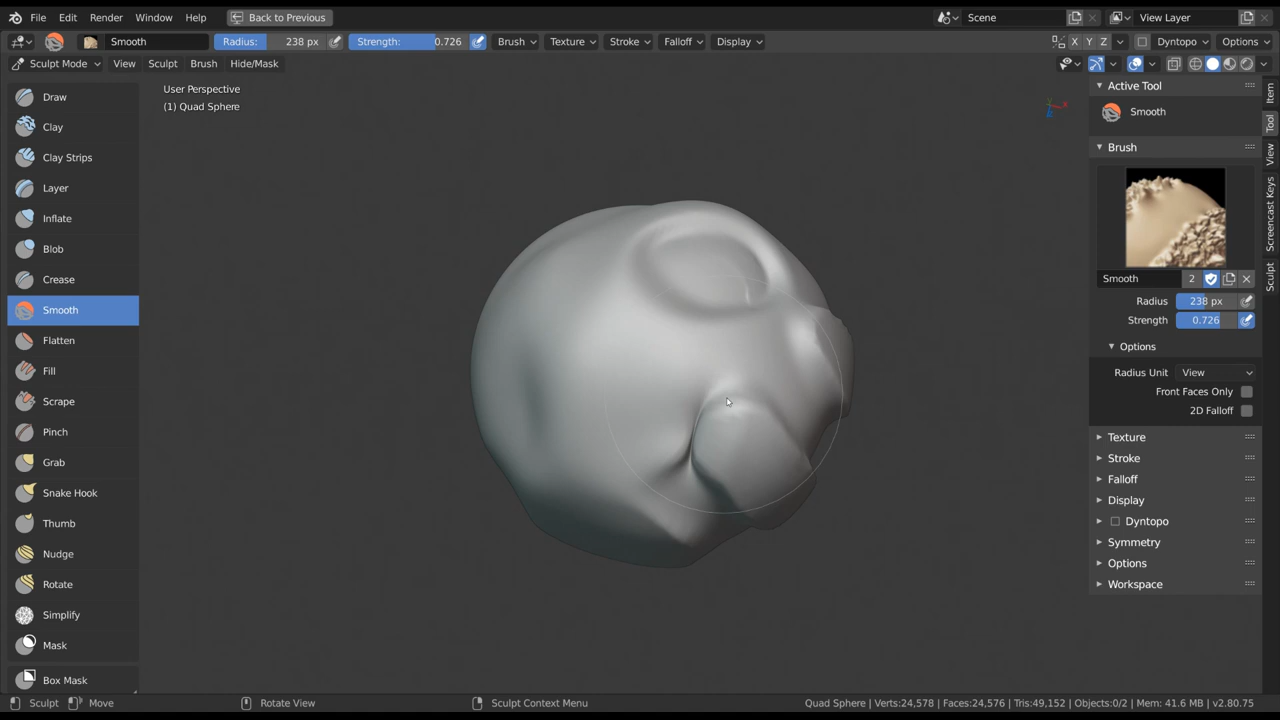 File Edit Render Window Help Back to Previous Scene View Layer
Smooth Radius: 238 px Strength: 0.726 Brush Texture Stroke Falloff Display X Y Z Dyntopo Options
Sculpt Mode View Sculpt Brush Hide/Mask
User Perspective
(1) Quad Sphere
Draw
Clay
Clay Strips
Layer
Inflate
Blob
Crease
Smooth
Flatten
Fill
Scrape
Pinch
Grab
Snake Hook
Thumb
Nudge
Rotate
Simplify
Mask
Box Mask
Active Tool
Smooth
Brush
Smooth 2
Radius 238 px
Strength 0.726
Options
Radius Unit View
Front Faces Only
2D Falloff
Texture
Stroke
Falloff
Display
Dyntopo
Symmetry
Options
Workspace
Item
Tool
View
Screencast Keys
Sculpt
Sculpt Move Rotate View Sculpt Context Menu Quad Sphere | Verts:24,578 | Faces:24,576 | Tris:49,152 | Objects:0/2 | Mem: 41.6 MB | v2.80.75